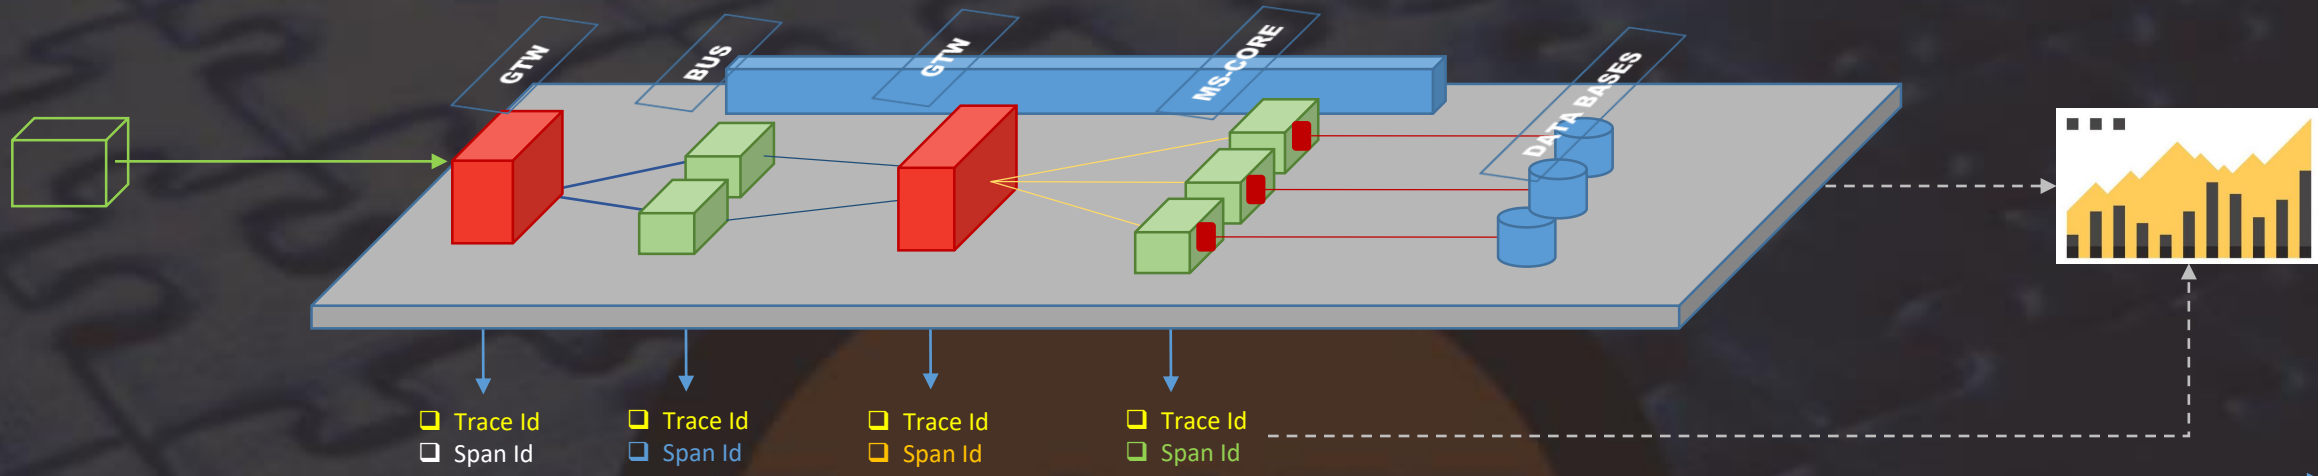 GTW
BUS
GTW
MS-CORE
DATA BASES
Trace Id
Span Id
Trace Id
Span Id
Trace Id
Span Id
Trace Id
Span Id